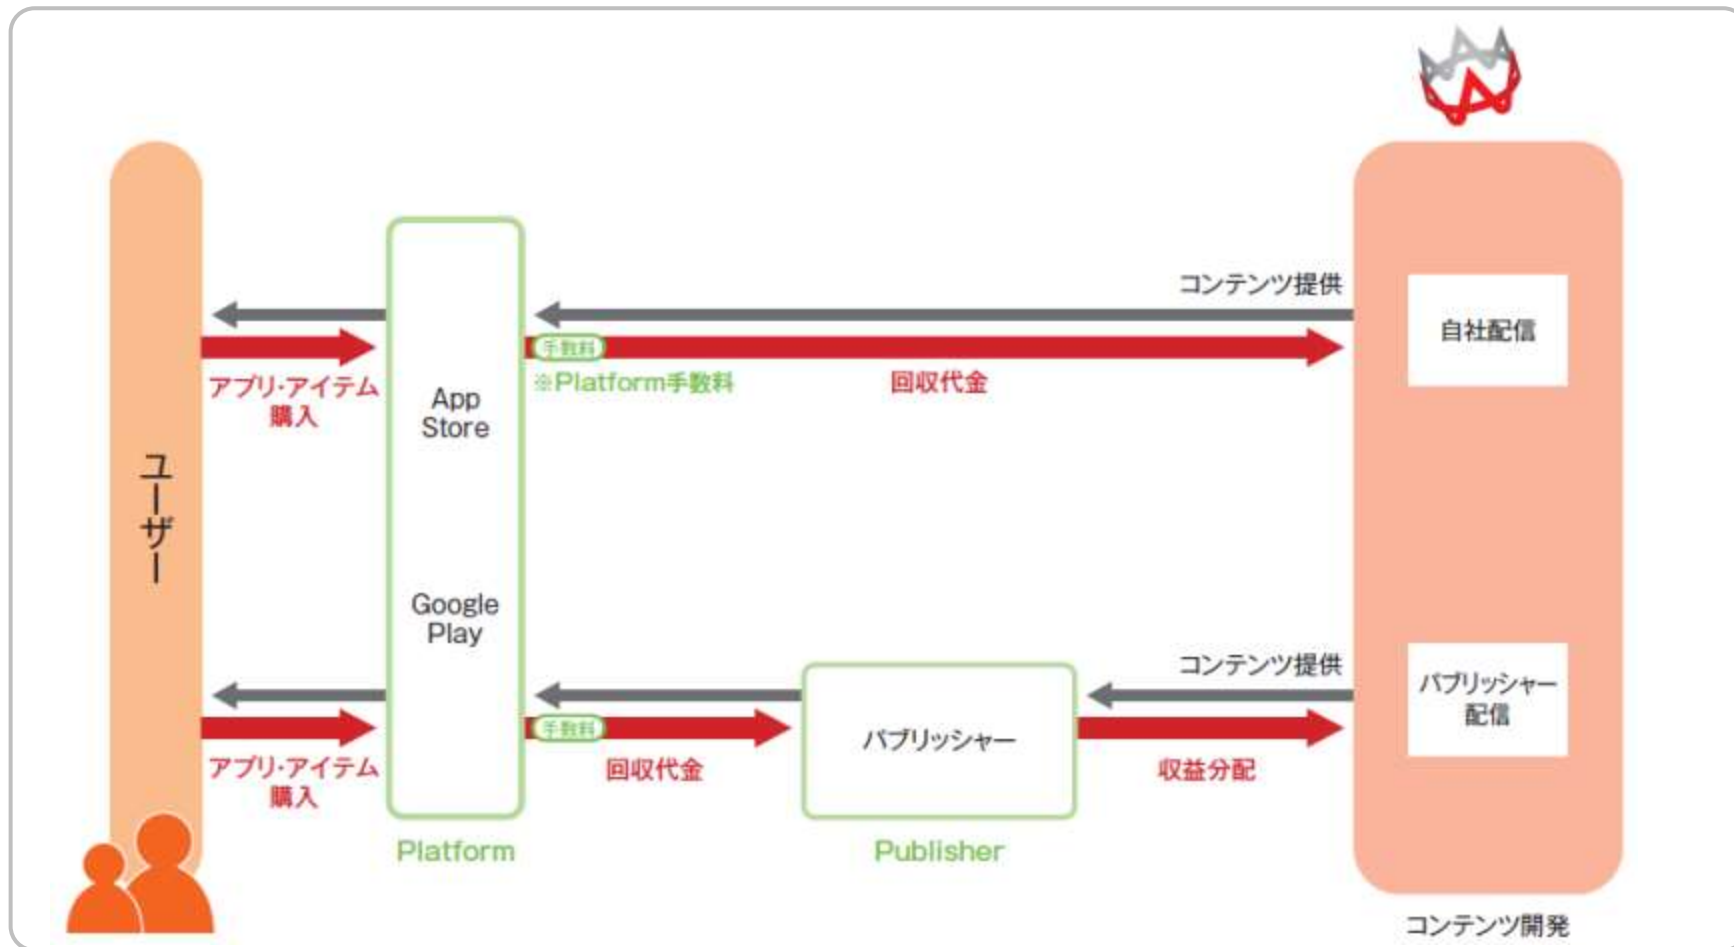 コンテンツ提供
自社配信
手数料
アプリ・アイテム
購入
※Platform手数料
回収代金
App
Store
ユーザー
Google
Play
コンテンツ提供
パブリッシャー
配信
手数料
パブリッシャー
アプリ・アイテム
購入
回収代金
収益分配
Platform
Publisher
コンテンツ開発